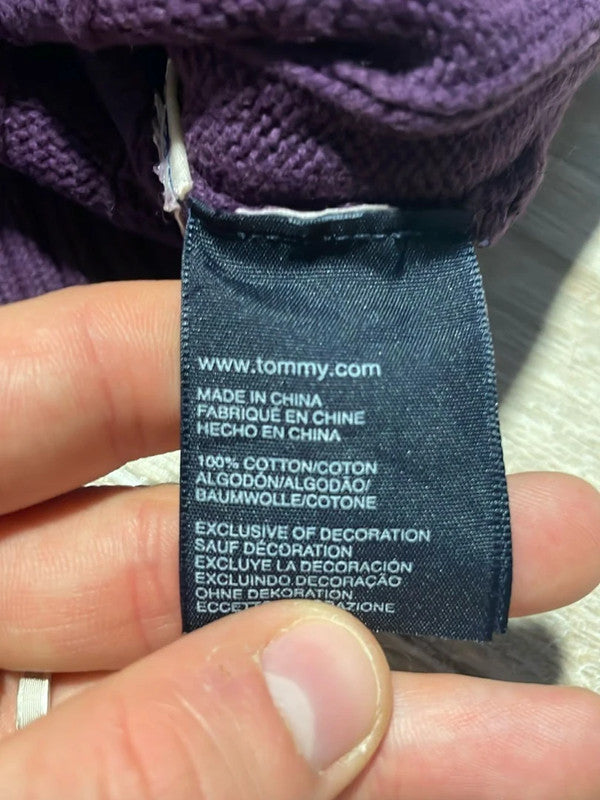 www.tommy.com
MADE IN CHINA
FABRIQUÉ EN CHINE
HECHO EN CHINA
100% COTTON/COTON
ALGODÓN/ALGODÃO/
BAUMWOLLE/COTONE
EXCLUSIVE OF DECORATION
SAUF DÉCORATION
EXCLUYE LA DECORACIÓN
EXCLUINDO DECORAÇÃO
OHNE DEKORATION